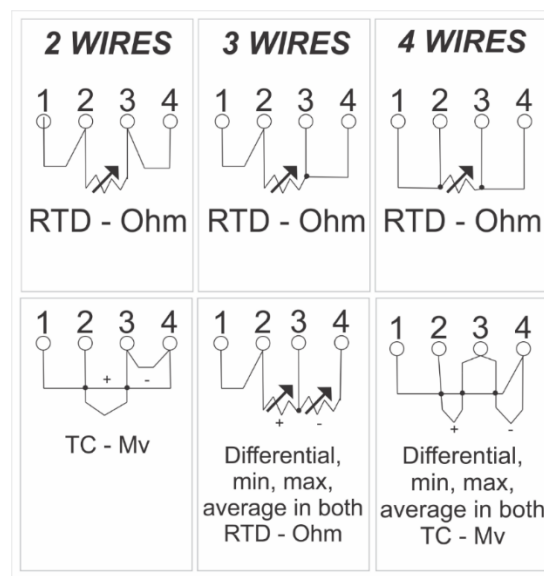 2 WIRES
1 2 3 4
RTD - Ohm
3 WIRES
1 2 3 4
RTD - Ohm
4 WIRES
1 2 3 4
RTD - Ohm
1 2 3 4
+ -
TC - Mv
1 2 3 4
+ -
Differential,
min, max,
average in both
RTD - Ohm
1 2 3 4
+ -
Differential,
min, max,
average in both
TC - Mv